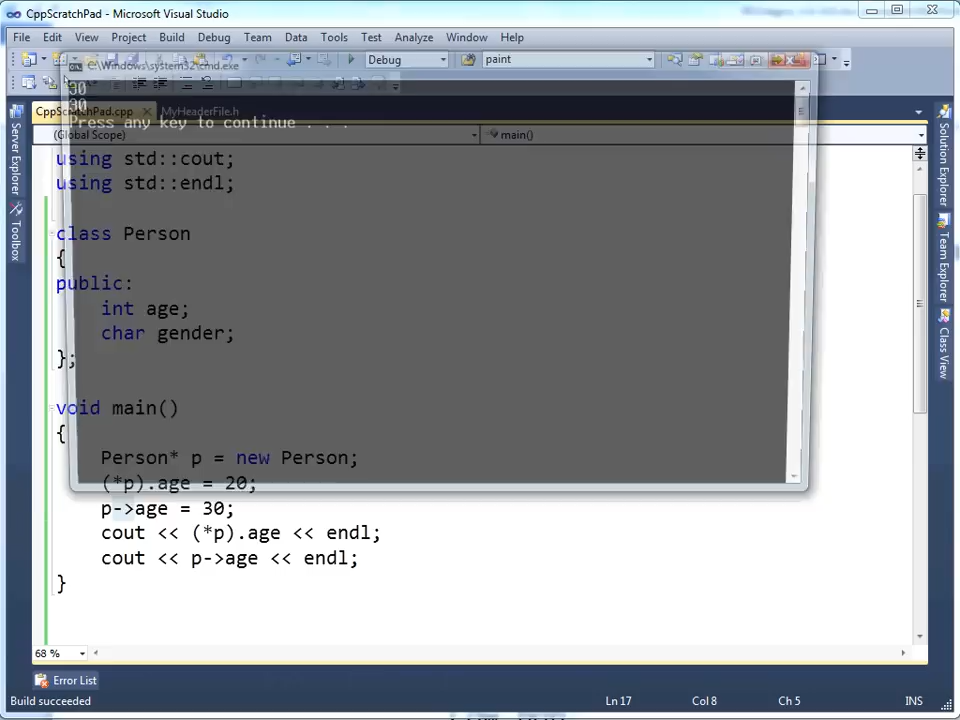 CppScratchPad - Microsoft Visual Studio
File Edit View Project Build Debug Team Data Tools Test Analyze Window Help
Debug paint
C:\Windows\system32\cmd.exe
30
30
Press any key to continue . . .
CppScratchPad.cpp MyHeaderFile.h
(Global Scope) main()
using std::cout;
using std::endl;
class Person
{
public:
int age;
char gender;
};
void main()
{
Person* p = new Person;
(*p).age = 20;
p->age = 30;
cout << (*p).age << endl;
cout << p->age << endl;
}
68 %
Error List
Build succeeded Ln 17 Col 8 Ch 5 INS
Server Explorer
Toolbox
Solution Explorer
Team Explorer
Class View